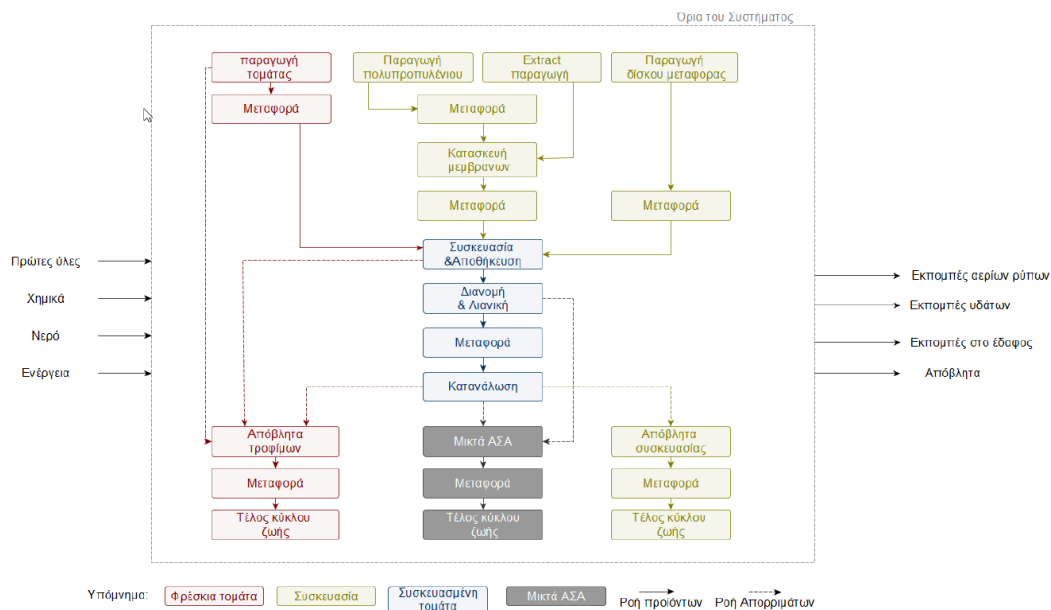 Όρια του Συστήματος
παραγωγή
τομάτας
Παραγωγή
πολυπροπυλένιου
Extract
παραγωγή
Παραγωγή
δίσκου μεταφορας
Μεταφορά
Μεταφορά
Κατασκευή
μεμβρανων
Μεταφορά
Μεταφορά
Συσκευασία
&Αποθήκευση
Διανομή
& Λιανική
Μεταφορά
Κατανάλωση
Πρώτες ύλες
Χημικά
Νερό
Ενέργεια
Εκπομπές αερίων ρύπων
Εκπομπές υδάτων
Εκπομπές στο έδαφος
Απόβλητα
Απόβλητα
τροφίμων
Μικτά ΑΣΑ
Απόβλητα
συσκευασίας
Μεταφορά
Μεταφορά
Μεταφορά
Τέλος κύκλου
ζωής
Τέλος κύκλου
ζωής
Τέλος κύκλου
ζωής
Υπόμνημα:
Φρέσκια τομάτα
Συσκευασία
Συσκευασμένη
τομάτα
Μικτά ΑΣΑ
Ροή προϊόντων
Ροή Απορριμάτων